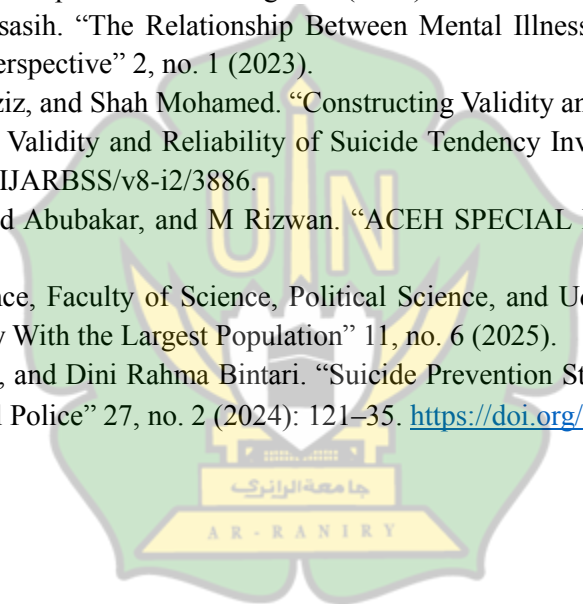 sasih. “The Relationship Between Mental Illness
erspective” 2, no. 1 (2023).
ziz, and Shah Mohamed. “Constructing Validity an
Validity and Reliability of Suicide Tendency Inv
IJARBSS/v8-i2/3886.
d Abubakar, and M Rizwan. “ACEH SPECIAL
nce, Faculty of Science, Political Science, and U
y With the Largest Population” 11, no. 6 (2025).
, and Dini Rahma Bintari. “Suicide Prevention St
l Police” 27, no. 2 (2024): 121–35. https://doi.org/
UIN
جامعة الرانري
AR-RANIRY